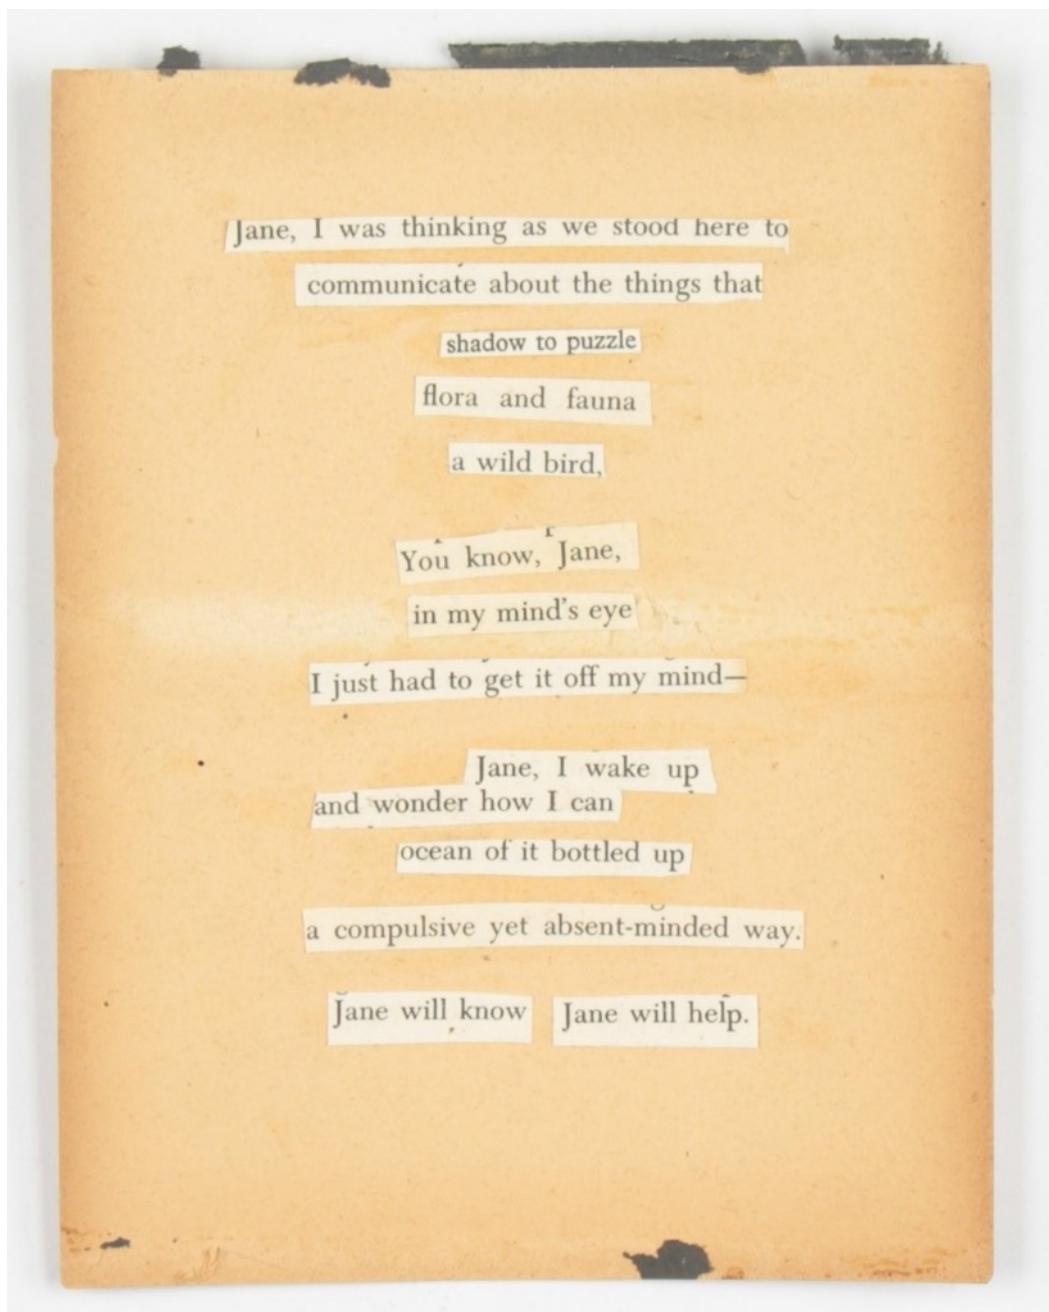 Jane, I was thinking as we stood here to
communicate about the things that
shadow to puzzle
flora and fauna
a wild bird,
You know, Jane,
in my mind's eye
I just had to get it off my mind—
Jane, I wake up
and wonder how I can
ocean of it bottled up
a compulsive yet absent-minded way.
Jane will know Jane will help.